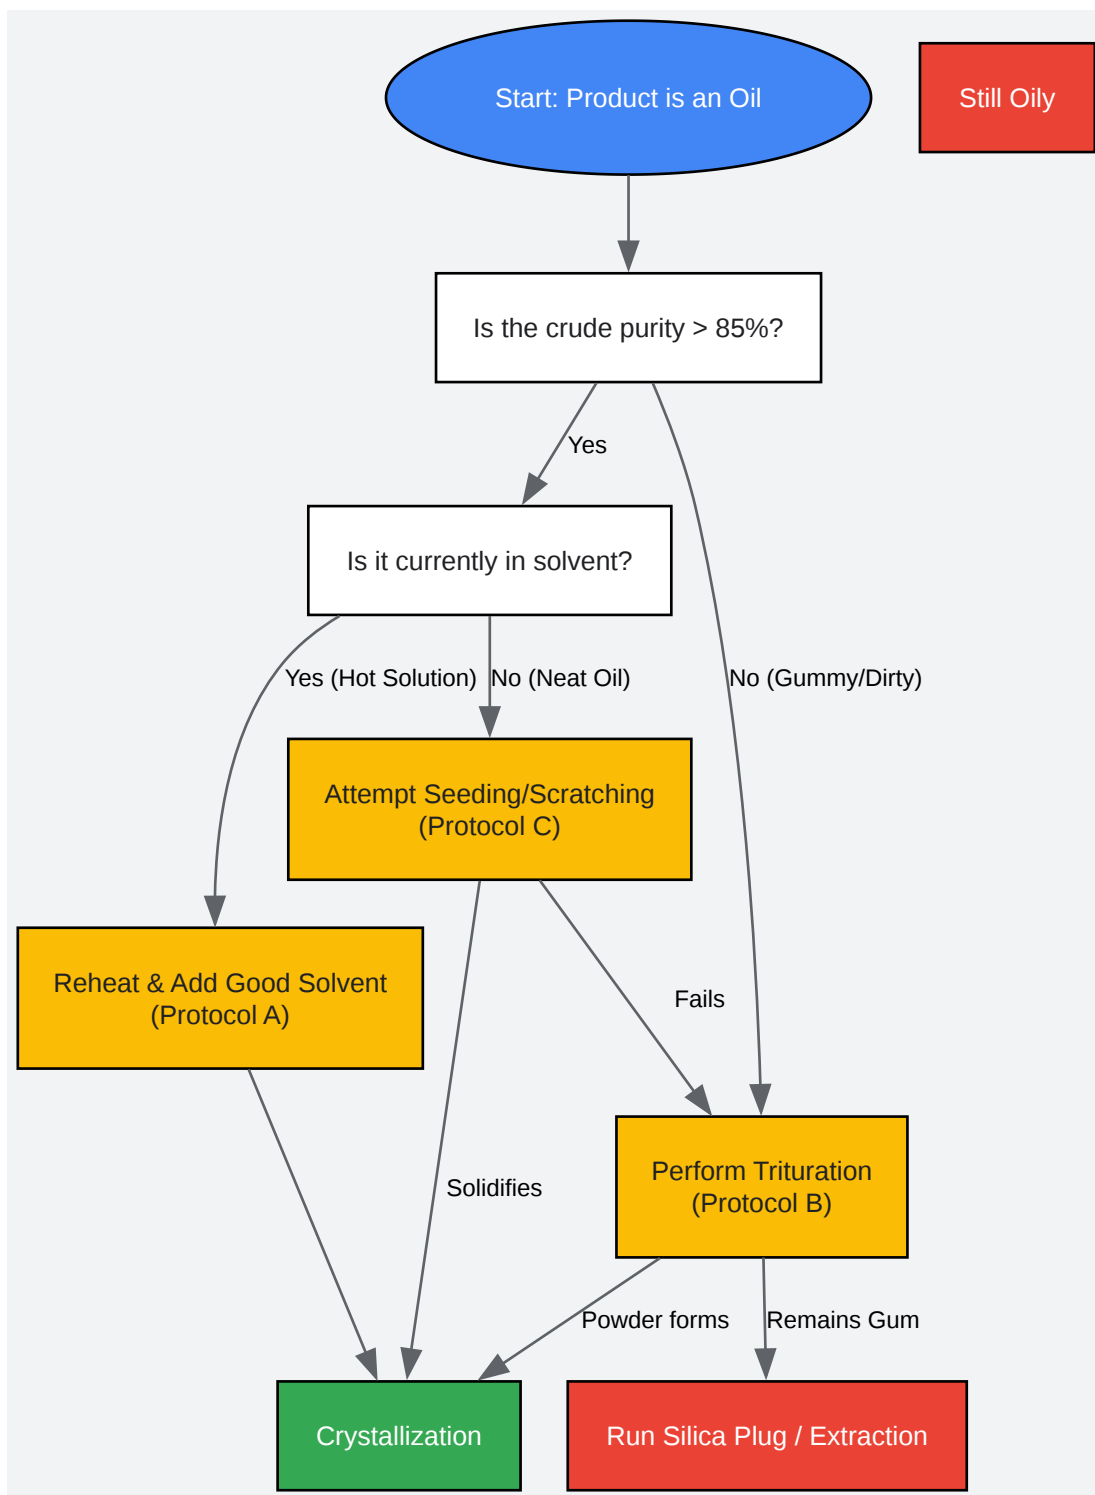 Start: Product is an Oil
Still Oily
Is the crude purity > 85%?
Yes
Is it currently in solvent?
Yes (Hot Solution)
No (Neat Oil)
No (Gummy/Dirty)
Attempt Seeding/Scratching
(Protocol C)
Reheat & Add Good Solvent
(Protocol A)
Fails
Perform Trituration
(Protocol B)
Solidifies
Powder forms
Remains Gum
Crystallization
Run Silica Plug / Extraction